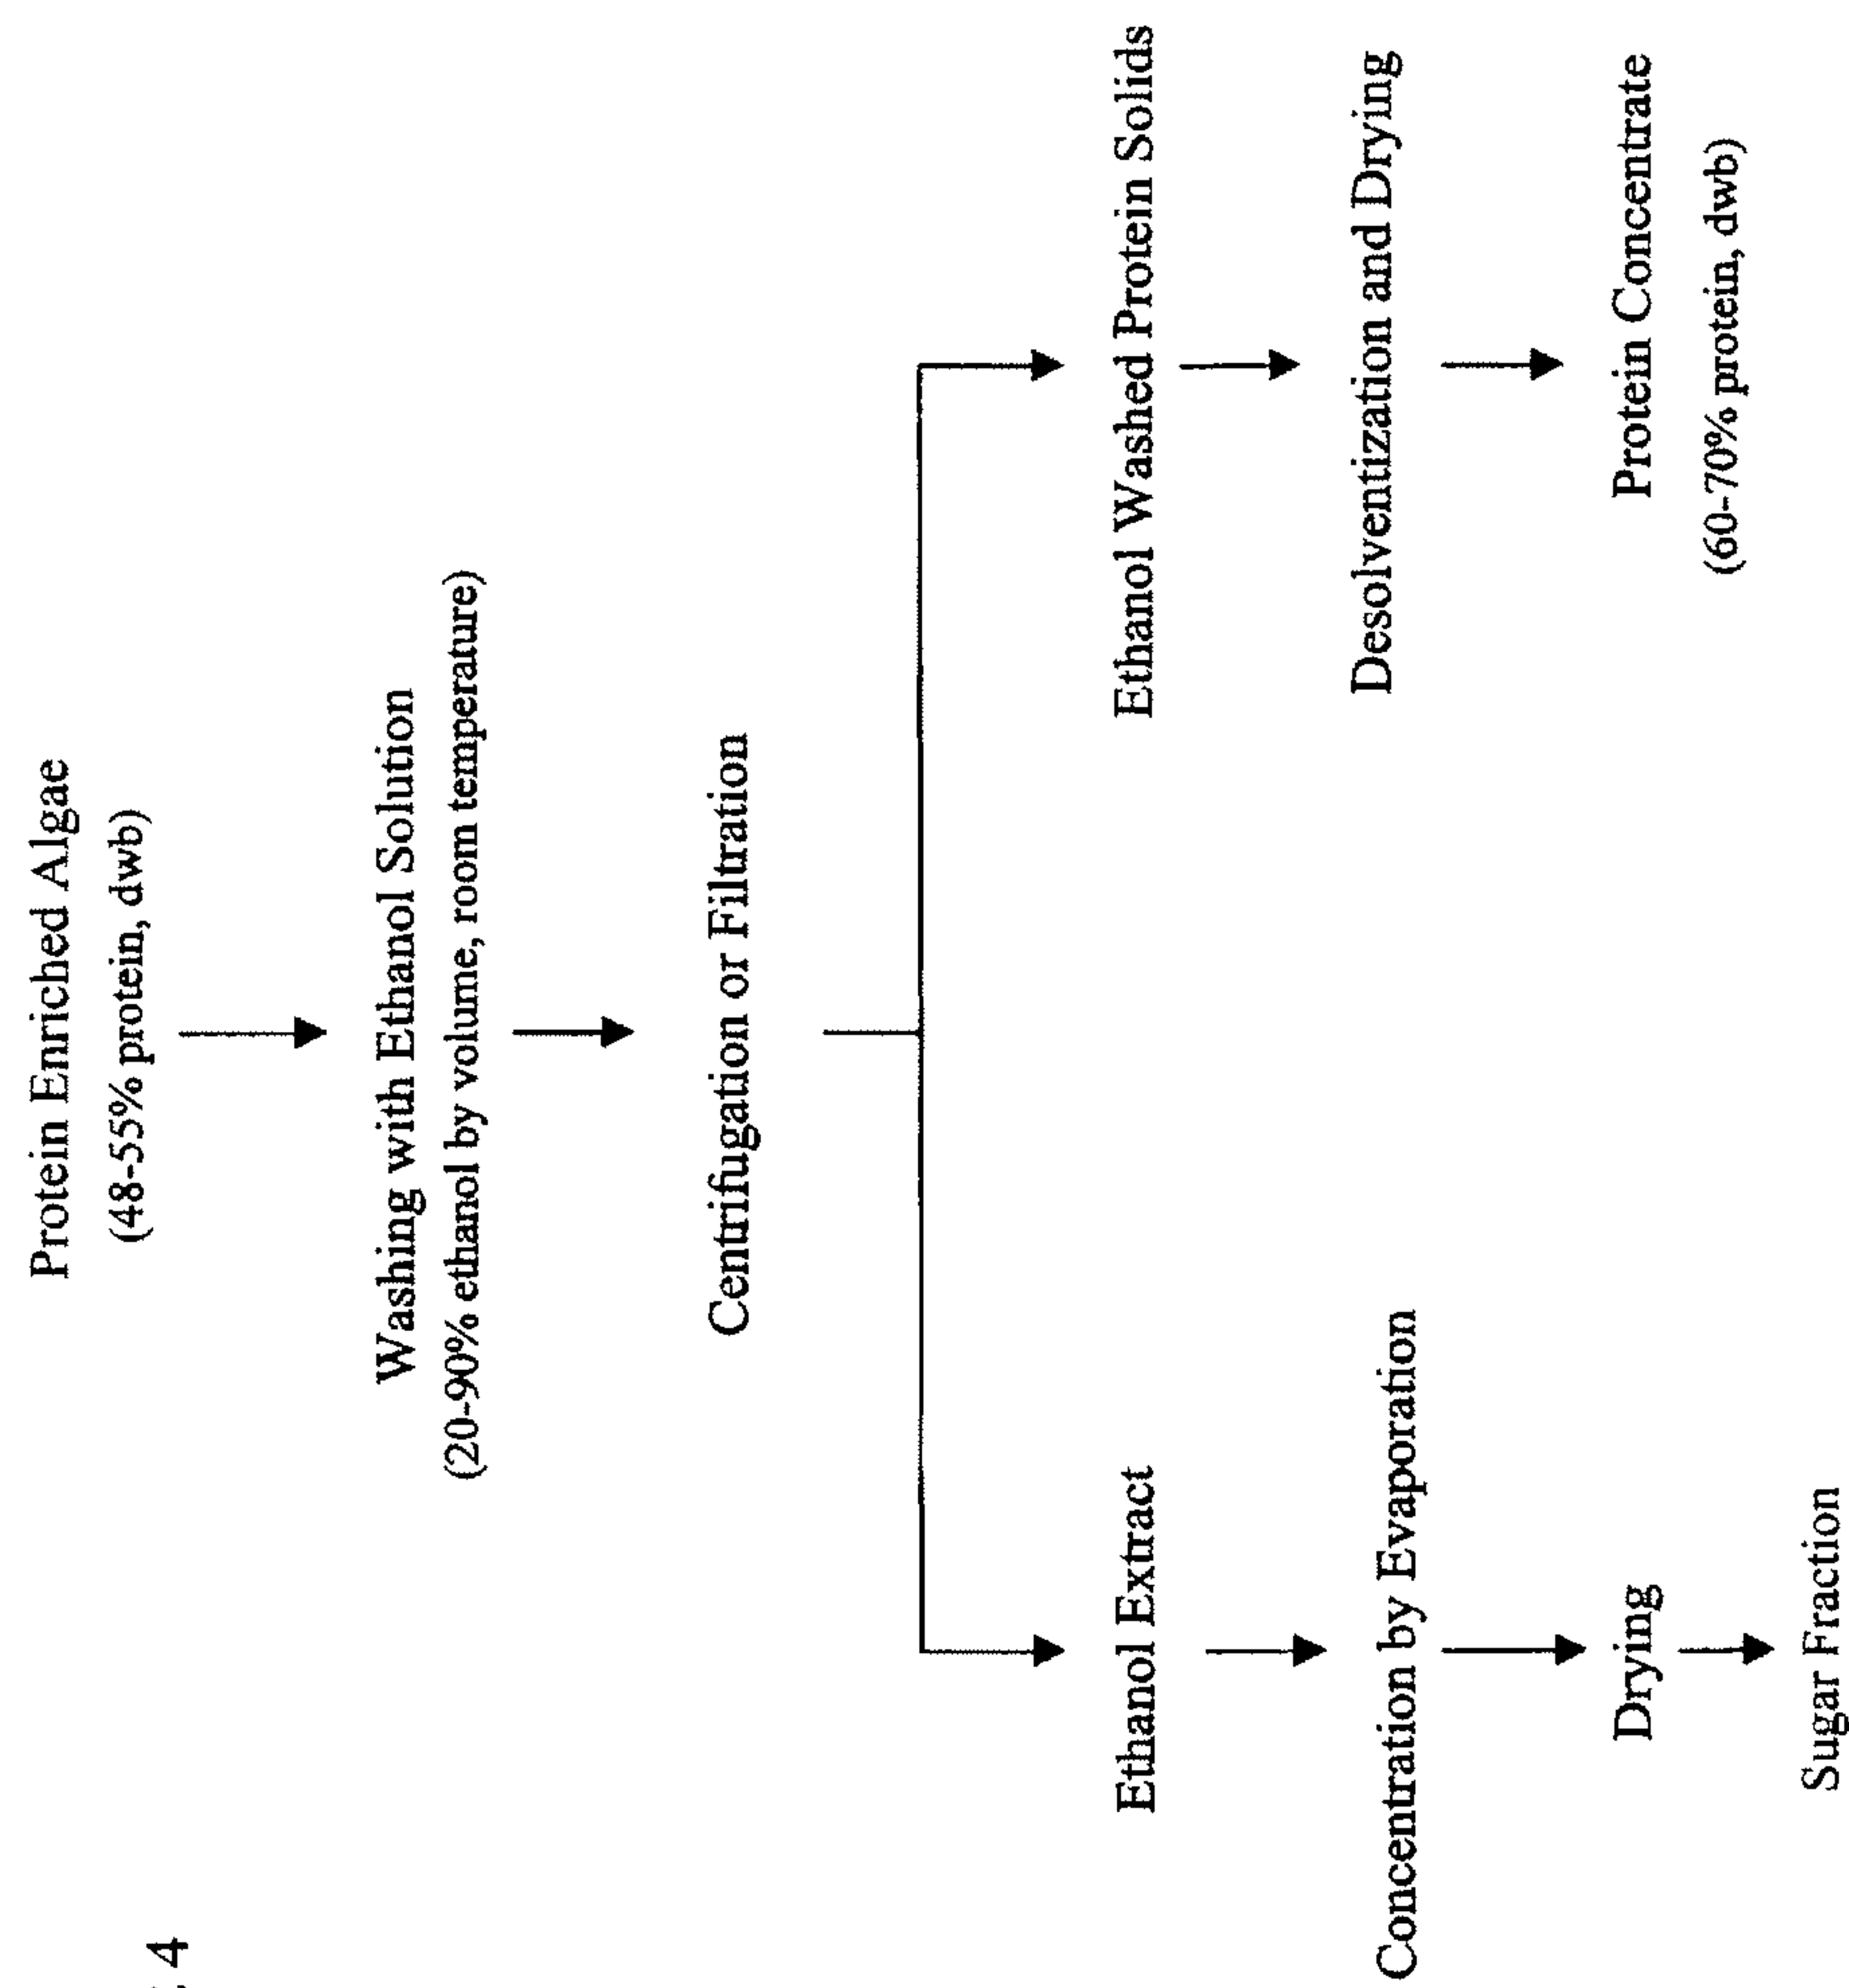 4
Protein Enriched Algae
(48-55% protein, dwb)
Washing with Ethanol Solution
(20-90% ethanol by volume, room temperature)
Centrifugation or Filtration
Ethanol Extract
Concentration by Evaporation
Drying
Sugar Fraction
Ethanol Washed Protein Solids
Desolventization and Drying
Protein Concentrate
(60-70% protein, dwb)